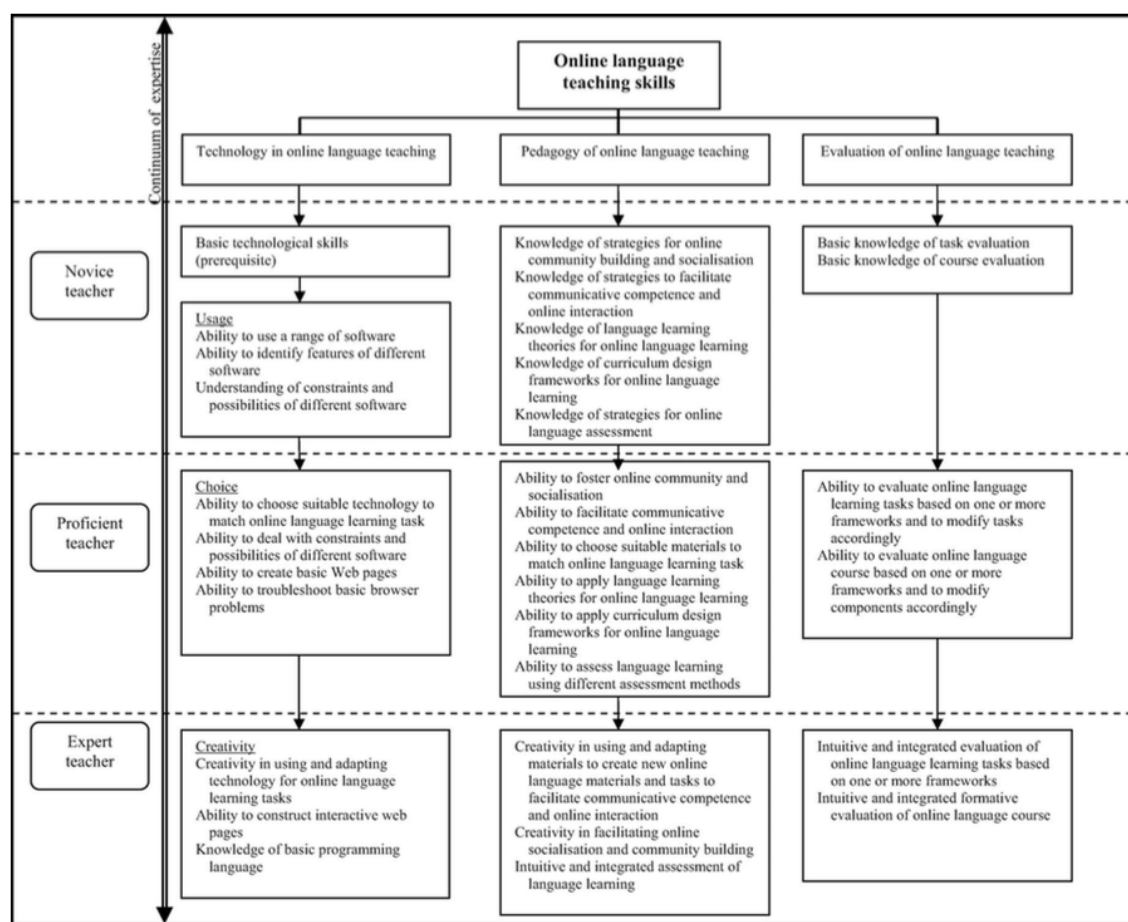 Continuum of expertise
Online language
teaching skills
Technology in online language teaching
Pedagogy of online language teaching
Evaluation of online language teaching
Novice
teacher
Basic technological skills
(prerequisite)
Usage
Ability to use a range of software
Ability to identify features of different
software
Understanding of constraints and
possibilities of different software
Knowledge of strategies for online
community building and socialisation
Knowledge of strategies to facilitate
communicative competence and
online interaction
Knowledge of language learning
theories for online language learning
Knowledge of curriculum design
frameworks for online language
learning
Knowledge of strategies for online
language assessment
Basic knowledge of task evaluation
Basic knowledge of course evaluation
Proficient
teacher
Choice
Ability to choose suitable technology to
match online language learning task
Ability to deal with constraints and
possibilities of different software
Ability to create basic Web pages
Ability to troubleshoot basic browser
problems
Ability to foster online community and
socialisation
Ability to facilitate communicative
competence and online interaction
Ability to choose suitable materials to
match online language learning task
Ability to apply language learning
theories for online language learning
Ability to apply curriculum design
frameworks for online language
learning
Ability to assess language learning
using different assessment methods
Ability to evaluate online language
learning tasks based on one or more
frameworks and to modify tasks
accordingly
Ability to evaluate online language
course based on one or more
frameworks and to modify
components accordingly
Expert
teacher
Creativity
Creativity in using and adapting
technology for online language
learning tasks
Ability to construct interactive web
pages
Knowledge of basic programming
language
Creativity in using and adapting
materials to create new online
language materials and tasks to
facilitate communicative competence
and online interaction
Creativity in facilitating online
socialisation and community building
Intuitive and integrated assessment of
language learning
Intuitive and integrated evaluation of
online language learning tasks based
on one or more frameworks
Intuitive and integrated formative
evaluation of online language course